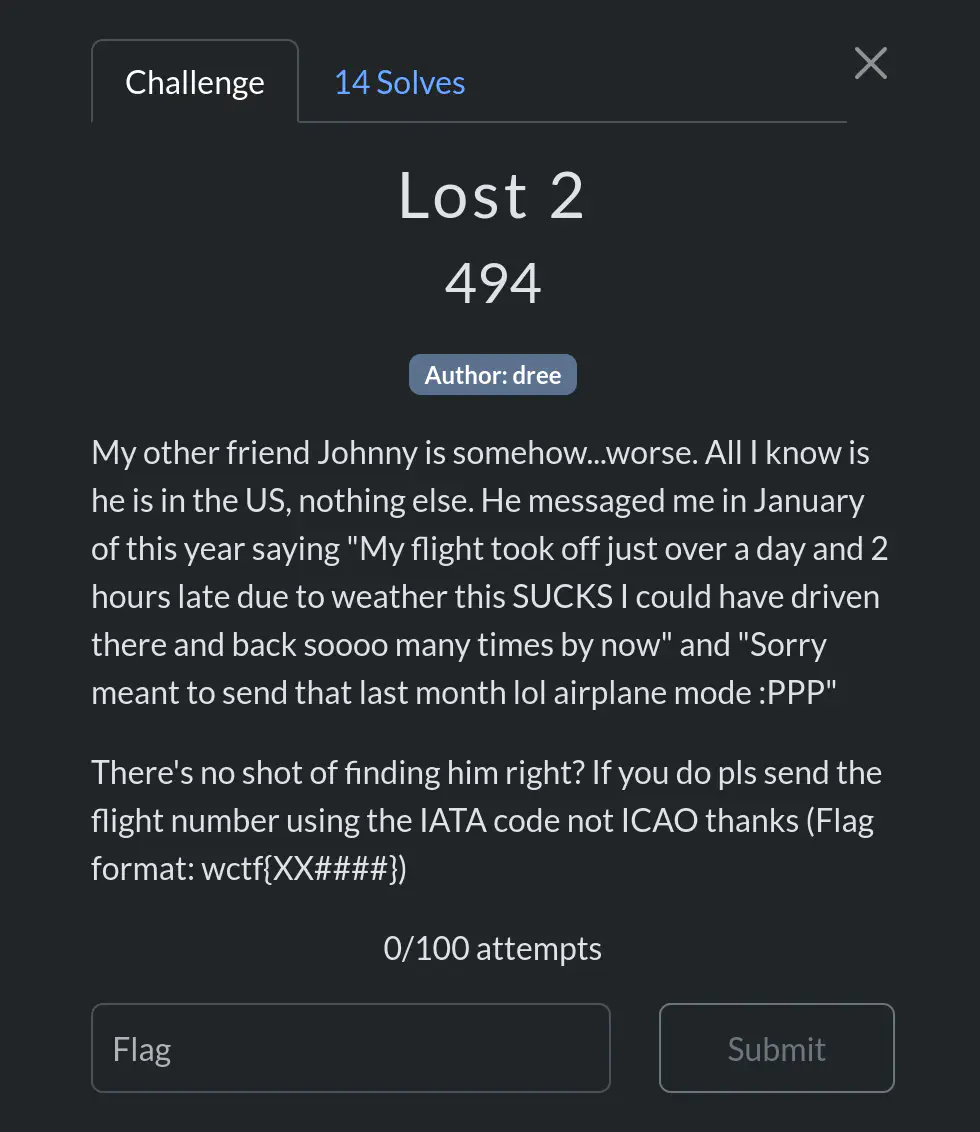 Challenge
14 Solves
Lost 2
494
Author: dree
My other friend Johnny is somehow...worse. All I know is
he is in the US, nothing else. He messaged me in January
of this year saying "My flight took off just over a day and 2
hours late due to weather this SUCKS I could have driven
there and back soooo many times by now" and "Sorry
meant to send that last month lol airplane mode :PPP"
There's no shot of finding him right? If you do pls send the
flight number using the IATA code not ICAO thanks (Flag
format: wctf{XX####})
0/100 attempts
Flag
Submit